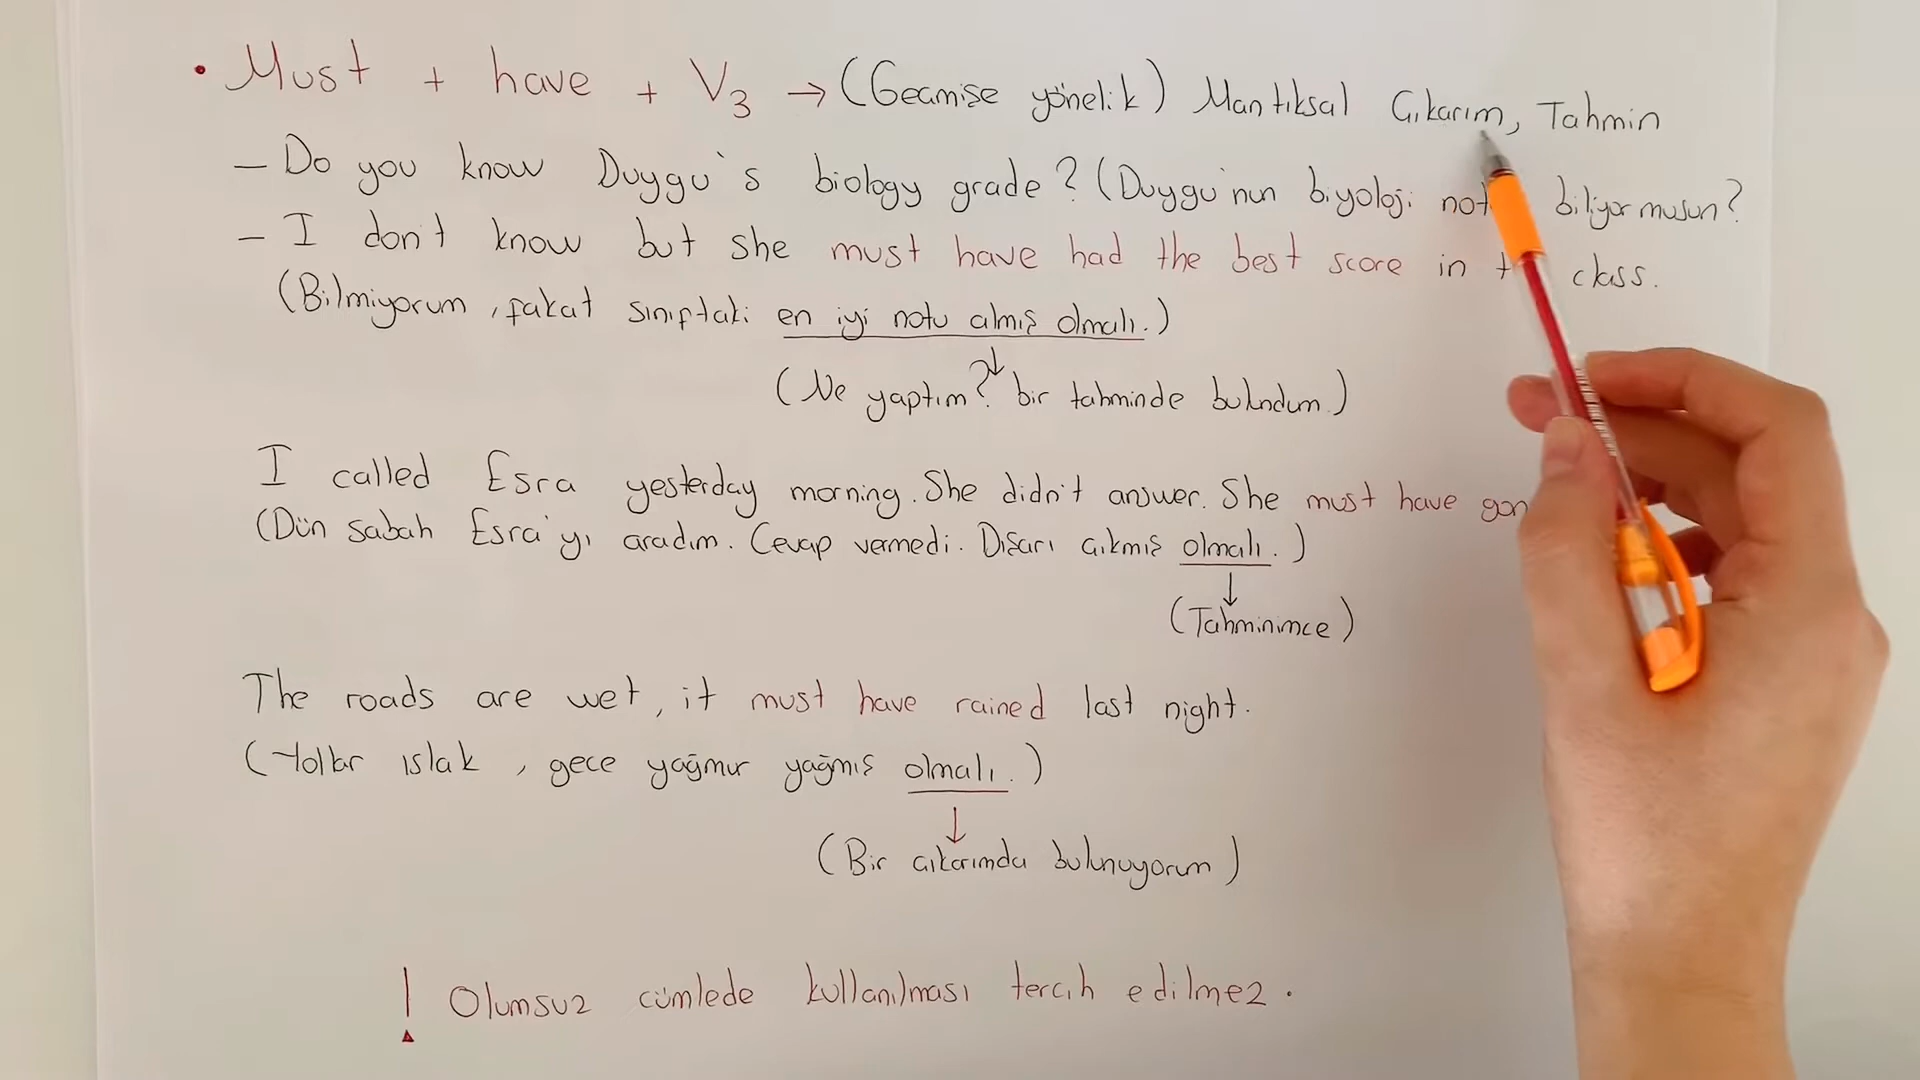 • Must + have + V3 → (Geçmişe yönelik) Mantıksal Çıkarım, Tahmin
– Do you know Duygu's biology grade? (Duygu'nun biyoloji biliyor musun?
– I don't know but she must have had the best score in class.
(Bilmiyorum, fakat sınıftaki en iyi notu almış olmalı.)
(Ne yaptım? bir tahminde bulundum.)
I called Esra yesterday morning. She didn't answer. She must have
(Dün sabah Esra'yı aradım. Cevap vermedi. Dışarı çıkmış olmalı.)
(Tahminimce)
The roads are wet, it must have rained last night.
(Yollar ıslak, gece yağmur yağmış olmalı.)
(Bir çıkarımda bulunuyorum)
! Olumsuz cümlede kullanılması tercih edilmez.